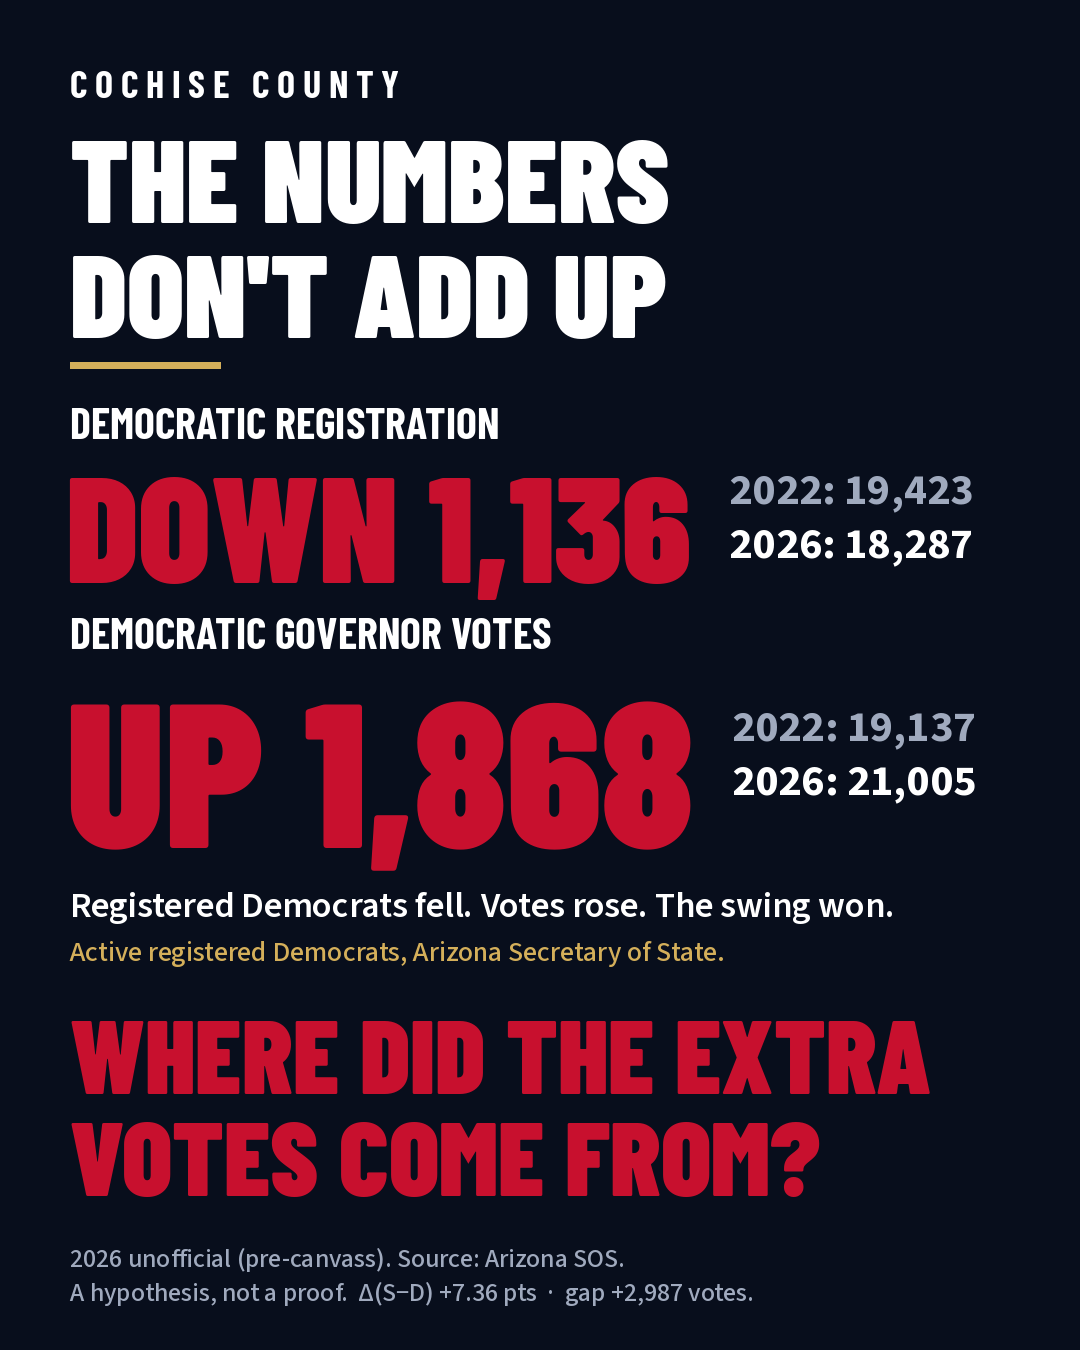 COCHISE COUNTY
THE NUMBERS
DON'T ADD UP
DEMOCRATIC REGISTRATION
DOWN 1,136
2022: 19,423
2026: 18,287
DEMOCRATIC GOVERNOR VOTES
UP 1,868
2022: 19,137
2026: 21,005
Registered Democrats fell. Votes rose. The swing won.
Active registered Democrats, Arizona Secretary of State.
WHERE DID THE EXTRA
VOTES COME FROM?
2026 unofficial (pre-canvass). Source: Arizona SOS.
A hypothesis, not a proof. Δ(S−D) +7.36 pts · gap +2,987 votes.